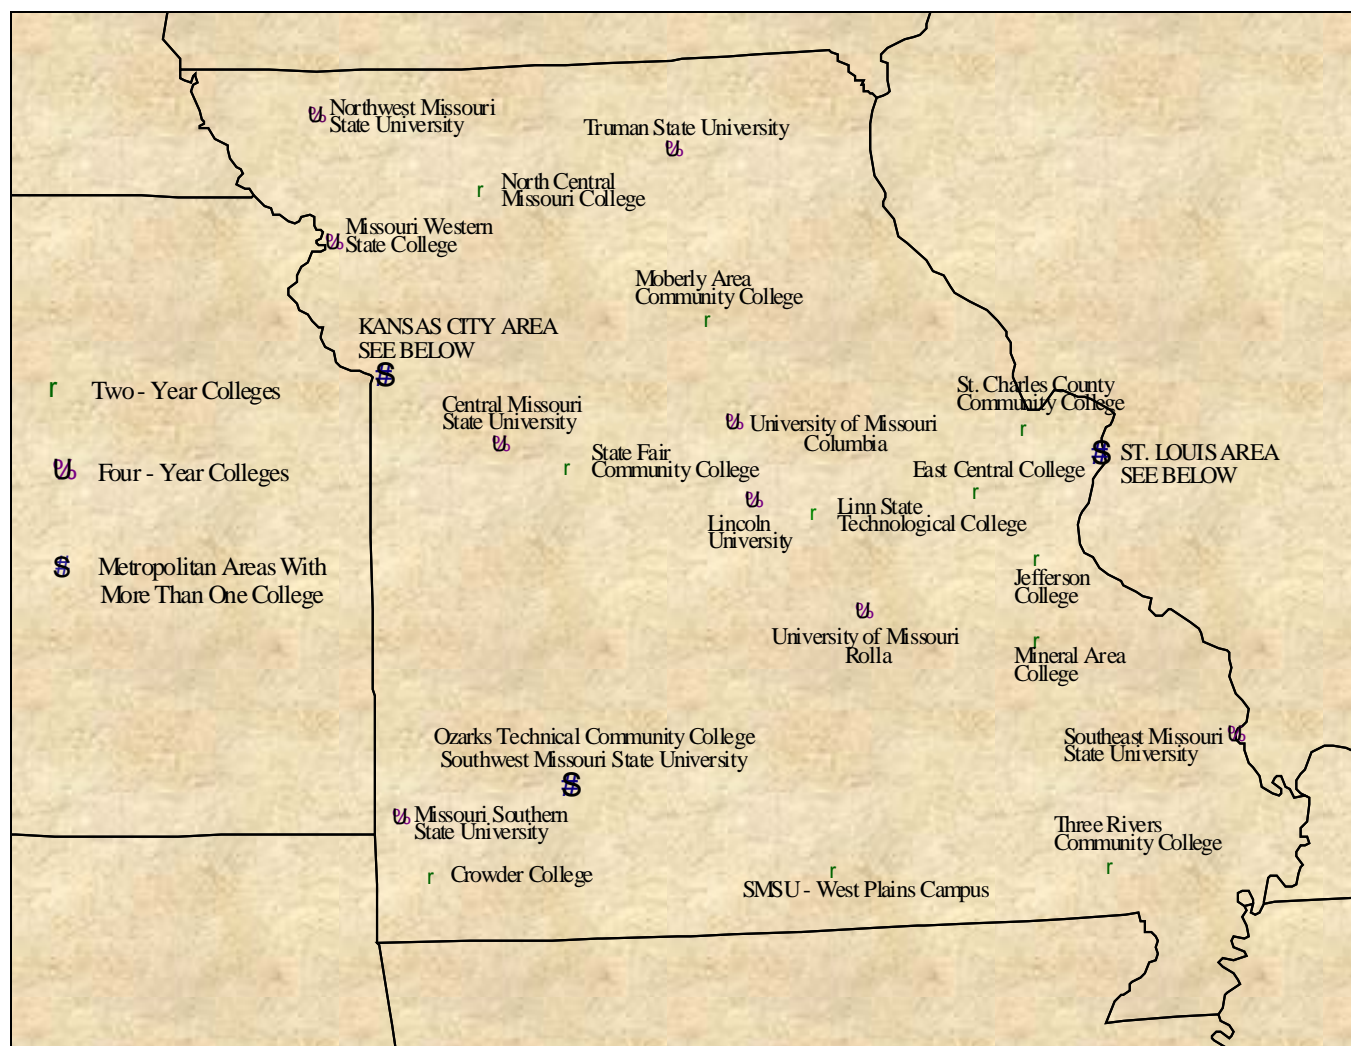 Northwest Missouri
State University
Truman State University
North Central
Missouri College
Missouri Western
State College
Moberly Area
Community College
KANSAS CITY AREA
SEE BELOW
Two - Year Colleges
Central Missouri
State University
St. Charles County
Community College
University of Missouri
Columbia
State Fair
Community College
East Central College
ST. LOUIS AREA
SEE BELOW
Four - Year Colleges
Lincoln
University
Linn State
Technological College
Metropolitan Areas With
More Than One College
Jefferson
College
University of Missouri
Rolla
Mineral Area
College
Ozarks Technical Community College
Southwest Missouri State University
Southeast Missouri
State University
Missouri Southern
State University
Three Rivers
Community College
Crowder College
SMSU - West Plains Campus